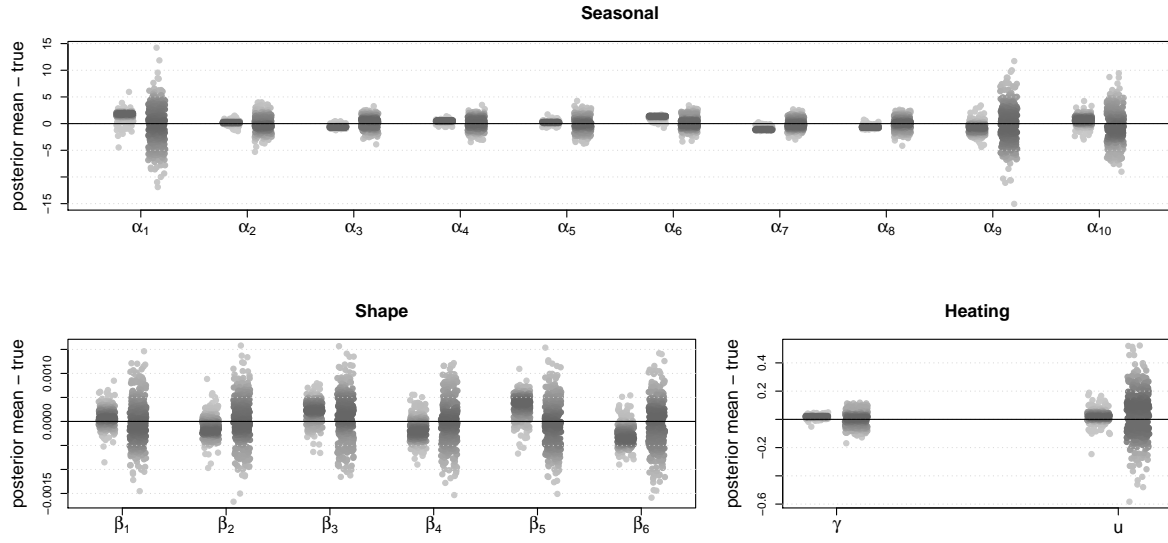 Seasonal
posterior mean − true
15
5
0
−5
−15
α1 α2 α3 α4 α5 α6 α7 α8 α9 α10
Shape
posterior mean − true
0.0010
0.0000
−0.0015
β1 β2 β3 β4 β5 β6
Heating
posterior mean − true
0.4
0.2
0
−0.2
−0.6
γ u